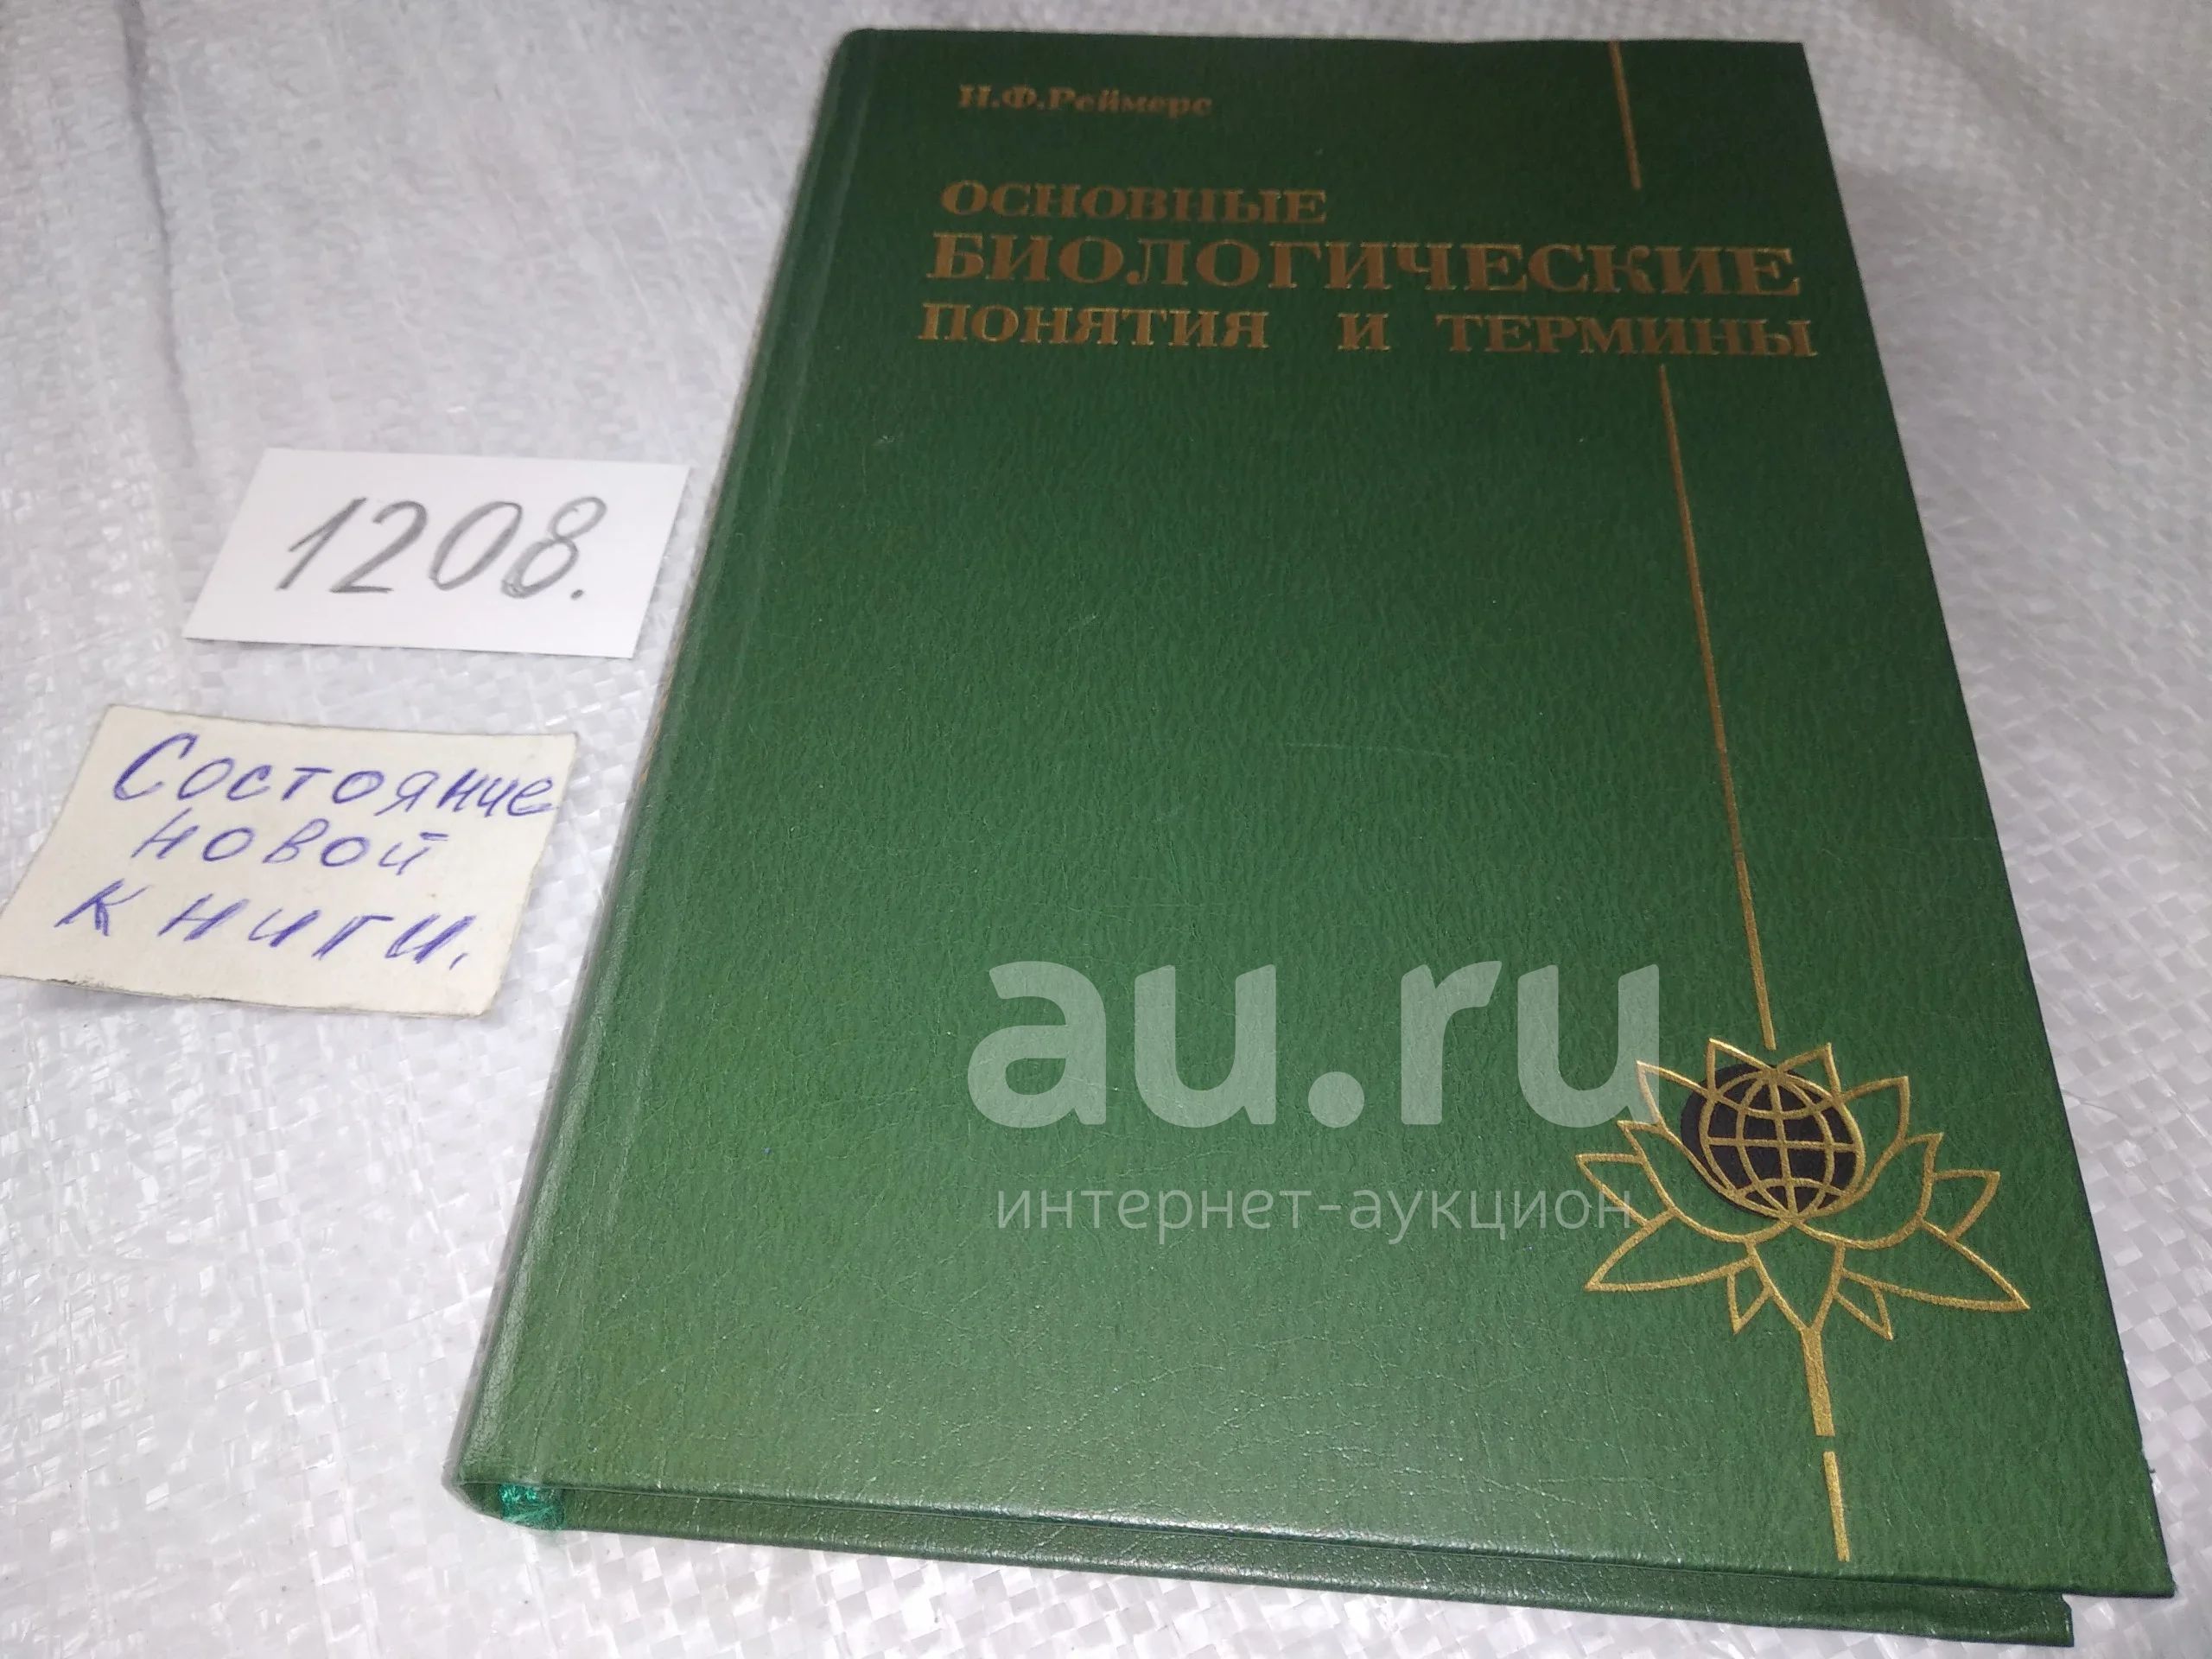 Н.Ф.Реймерс
ОСНОВНЫЕ
БИОЛОГИЧЕСКИЕ
ПОНЯТИЯ И ТЕРМИНЫ
1208.
Состояние
новой
книги.
au.ru
интернет-аукцион